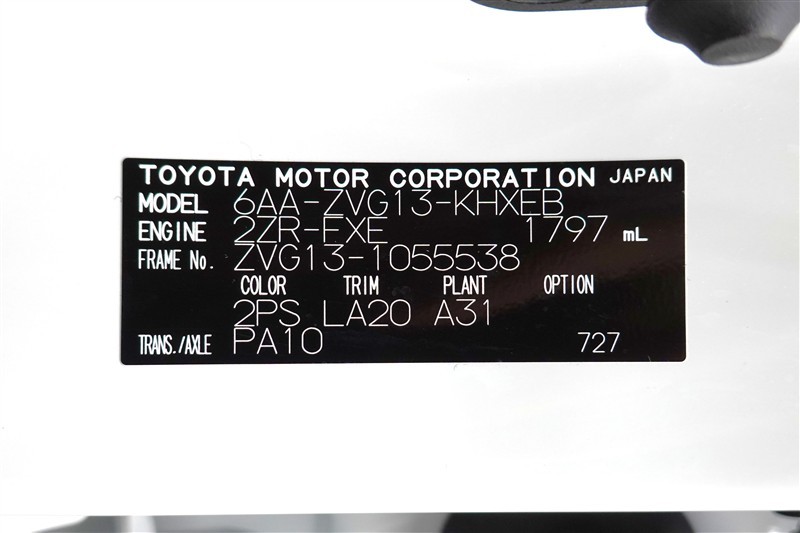 TOYOTA MOTOR CORPORATION JAPAN
MODEL 6AA-ZVG13-KHXEB
ENGINE 2ZR-FXE 1797 mL
FRAME No. ZVG13-1055538
COLOR TRIM PLANT OPTION
2PS LA20 A31
TRANS./AXLE PA10 727